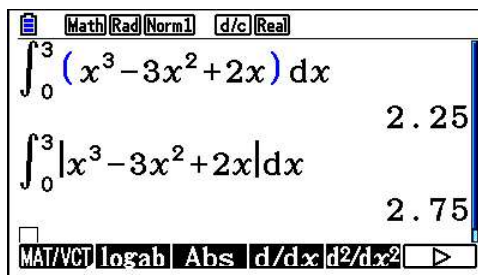 Math Rad Norm1 d/c Real
∫₀³(x³−3x²+2x)dx
2.25
∫₀³|x³−3x²+2x|dx
2.75
MAT/VCT logab Abs d/dx d²/dx² ▷